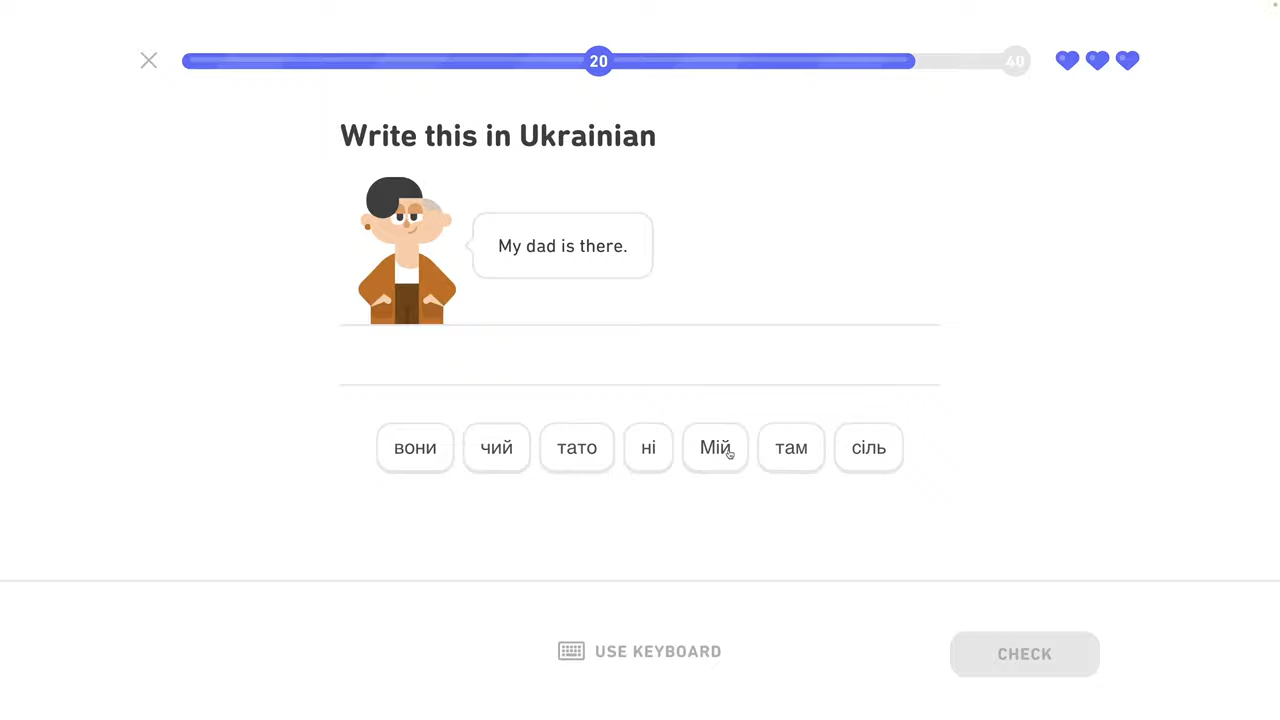 20
40
Write this in Ukrainian
My dad is there.
вони чий тато ні Мій там сіль
USE KEYBOARD
CHECK